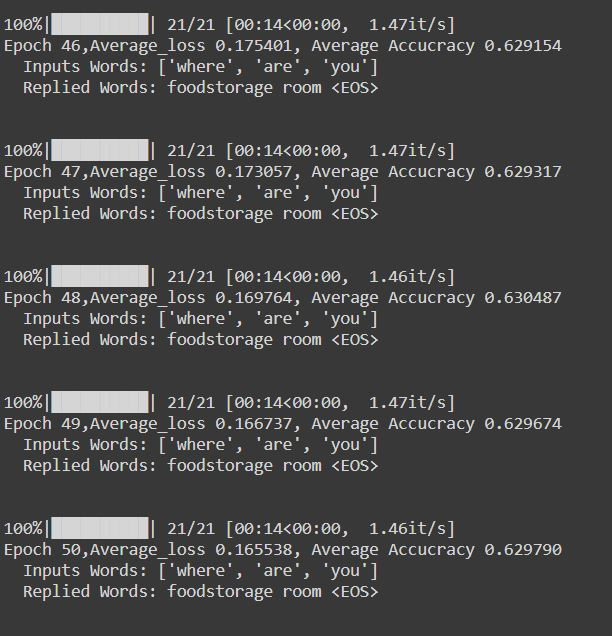 100%|██████████| 21/21 [00:14<00:00,  1.47it/s]
Epoch 46,Average_loss 0.175401, Average Accucracy 0.629154
  Inputs Words: ['where', 'are', 'you']
  Replied Words: foodstorage room <EOS>
100%|██████████| 21/21 [00:14<00:00,  1.47it/s]
Epoch 47,Average_loss 0.173057, Average Accucracy 0.629317
  Inputs Words: ['where', 'are', 'you']
  Replied Words: foodstorage room <EOS>
100%|██████████| 21/21 [00:14<00:00,  1.46it/s]
Epoch 48,Average_loss 0.169764, Average Accucracy 0.630487
  Inputs Words: ['where', 'are', 'you']
  Replied Words: foodstorage room <EOS>
100%|██████████| 21/21 [00:14<00:00,  1.47it/s]
Epoch 49,Average_loss 0.166737, Average Accucracy 0.629674
  Inputs Words: ['where', 'are', 'you']
  Replied Words: foodstorage room <EOS>
100%|██████████| 21/21 [00:14<00:00,  1.46it/s]
Epoch 50,Average_loss 0.165538, Average Accucracy 0.629790
  Inputs Words: ['where', 'are', 'you']
  Replied Words: foodstorage room <EOS>